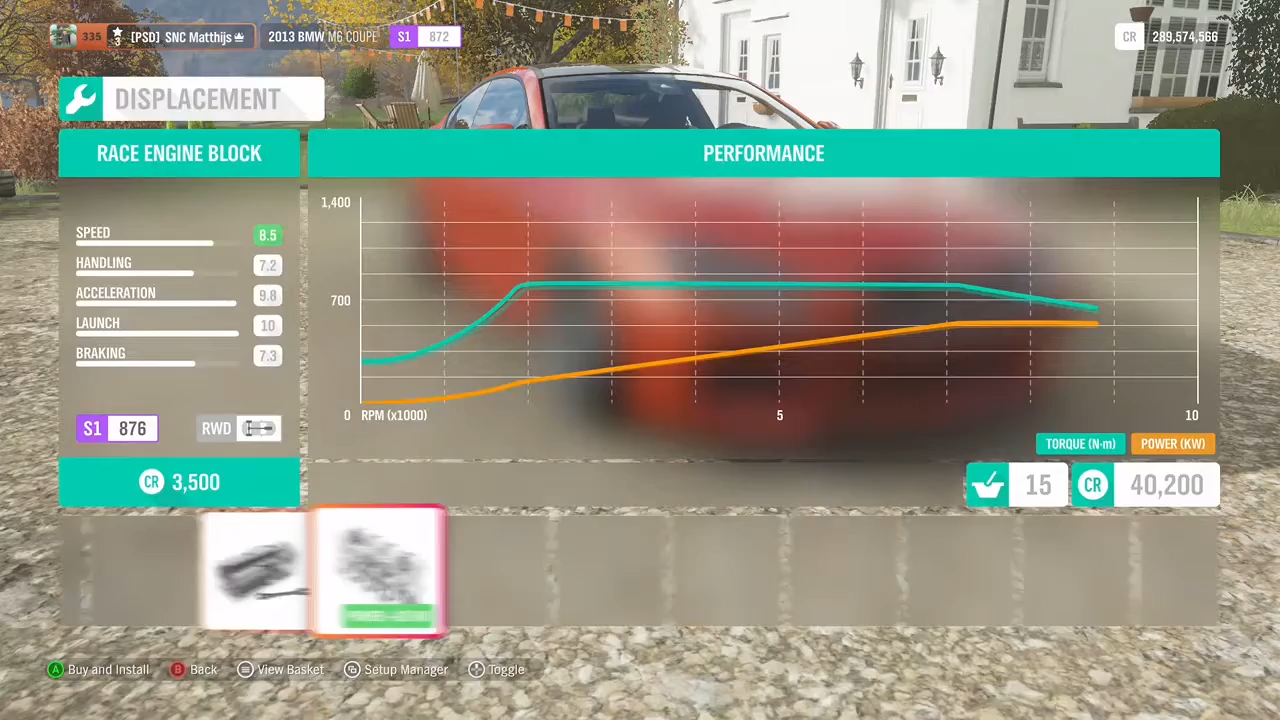 335 3 [PSD] SNC Matthijs 2013 BMW M6 COUPE S1 872
CR 289,574,566
DISPLACEMENT
RACE ENGINE BLOCK
PERFORMANCE
SPEED 8.5
HANDLING 7.2
ACCELERATION 9.8
LAUNCH 10
BRAKING 7.3
S1 876 RWD
CR 3,500
1,400
700
0 RPM (x1000) 5 10
TORQUE (N-m) POWER (KW)
15 CR 40,200
A Buy and Install B Back View Basket Setup Manager Toggle